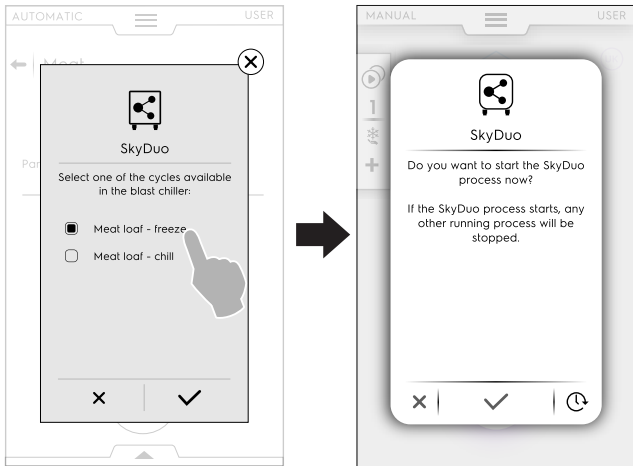 AUTOMATIC
USER
Meat
Par
SkyDuo
Select one of the cycles available
in the blast chiller:
Meat loaf - freeze
Meat loaf - chill
MANUAL
USER
1
SkyDuo
Do you want to start the SkyDuo
process now?
If the SkyDuo process starts, any
other running process will be
stopped.